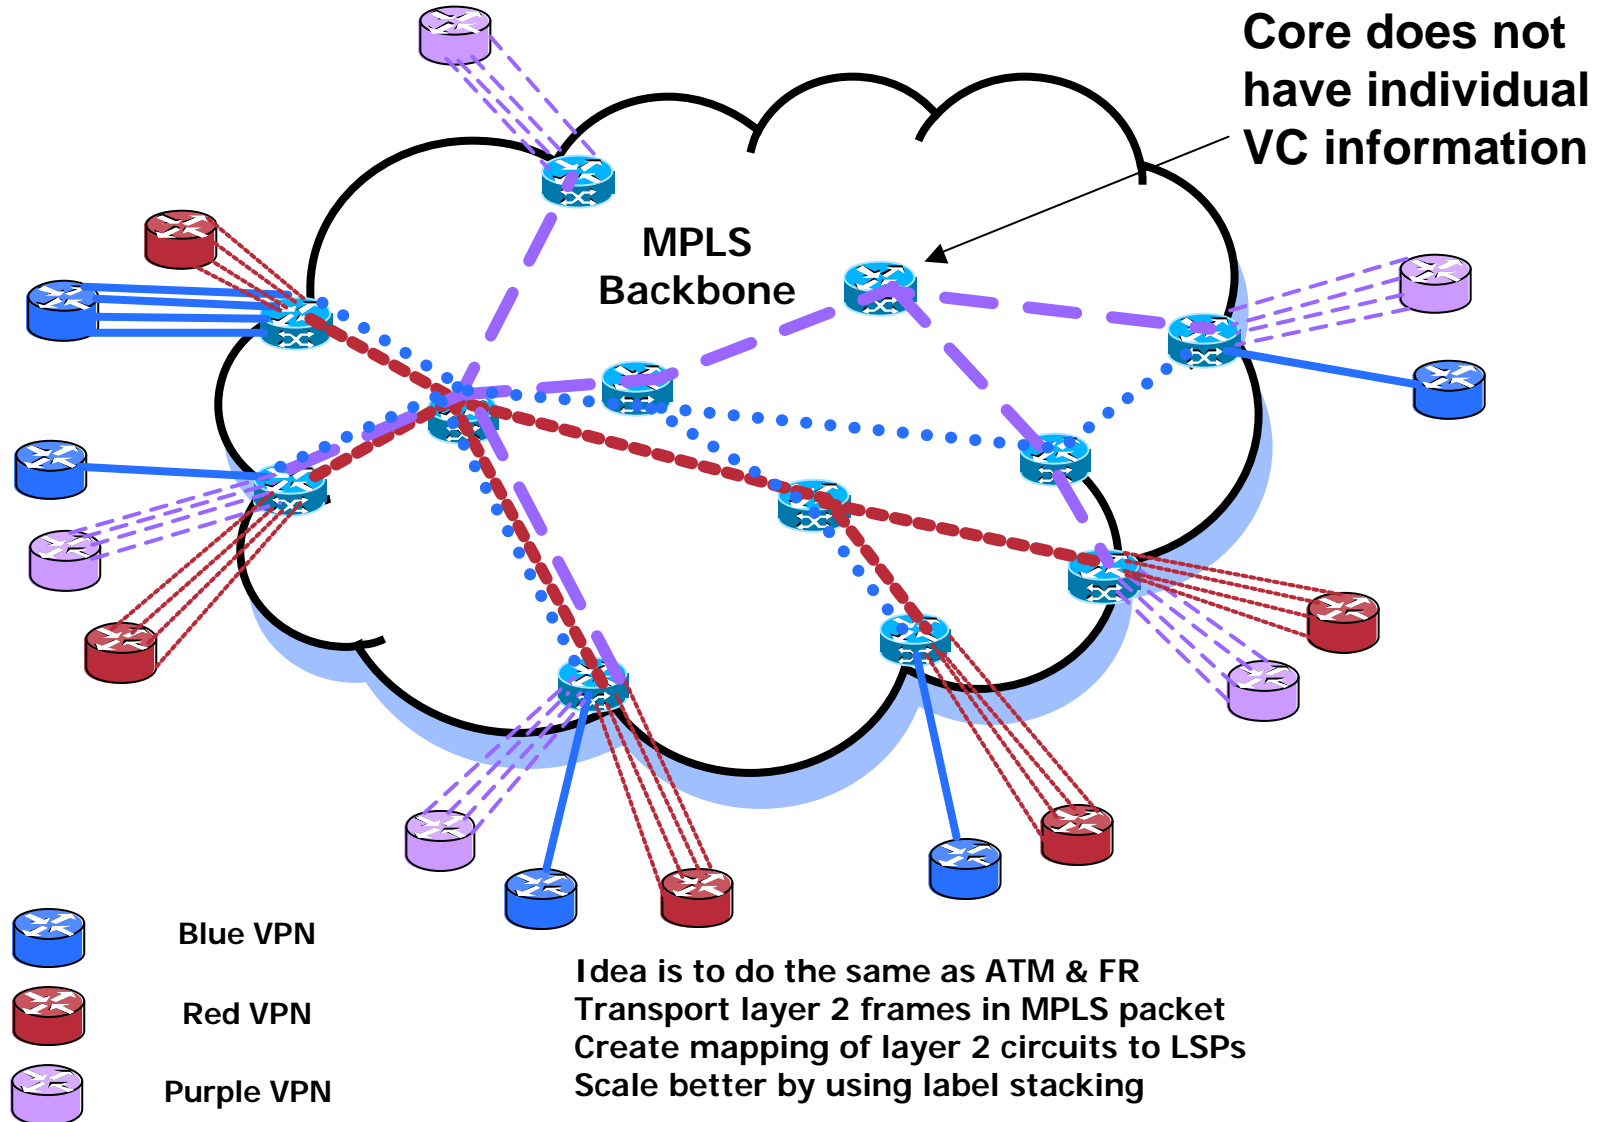 Core does not
have individual
VC information
MPLS
Backbone
Blue VPN
Red VPN
Purple VPN
Idea is to do the same as ATM & FR
Transport layer 2 frames in MPLS packet
Create mapping of layer 2 circuits to LSPs
Scale better by using label stacking